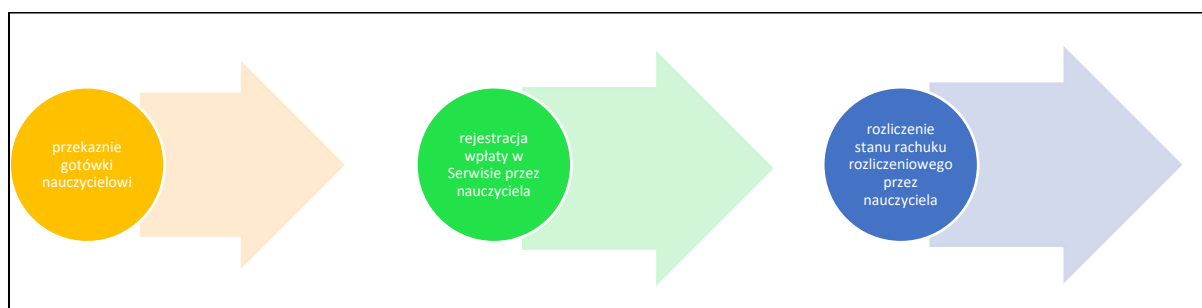 przekaznie
gotówki
nauczycielowi
rejestracja
wpłaty w
Serwisie przez
nauczyciela
rozliczenie
stanu rachuku
rozliczeniowego
przez
nauczyciela